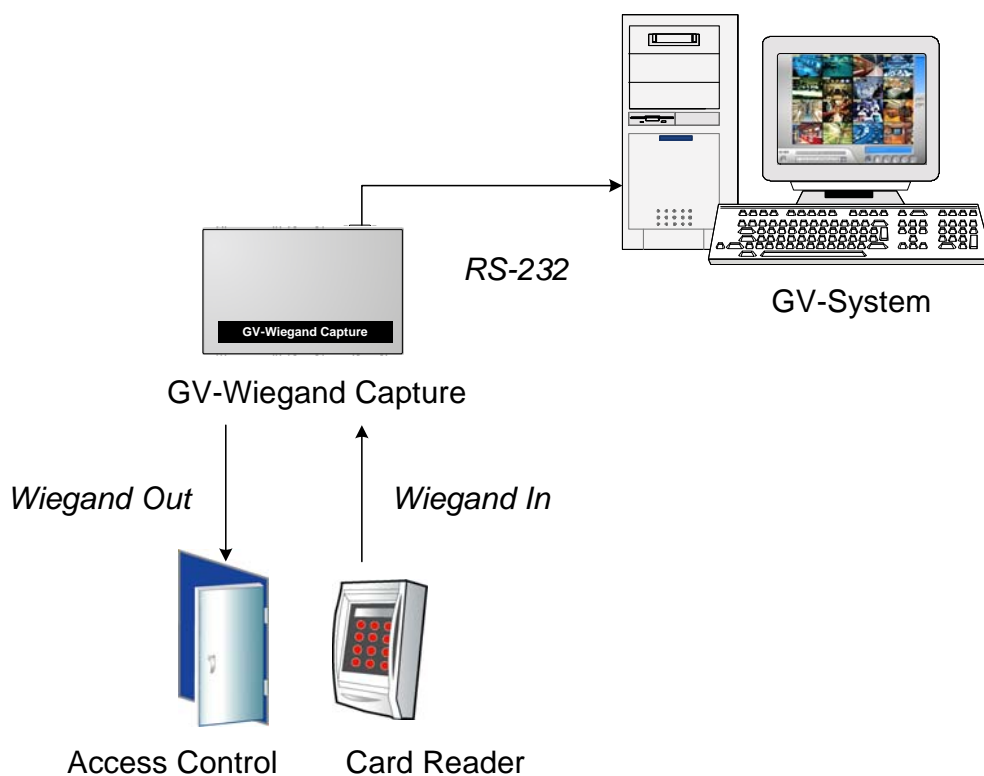 RS-232
GV-System
GV-Wiegand Capture
GV-Wiegand Capture
Wiegand Out
Wiegand In
Access Control
Card Reader